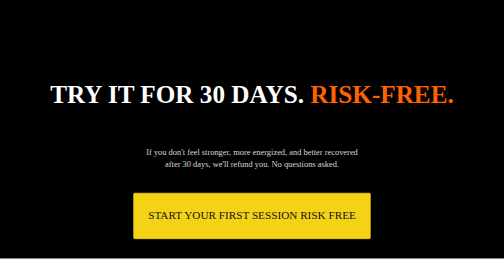 TRY IT FOR 30 DAYS. RISK-FREE.
If you don't feel stronger, more energized, and better recovered
after 30 days, we'll refund you. No questions asked.
START YOUR FIRST SESSION RISK FREE